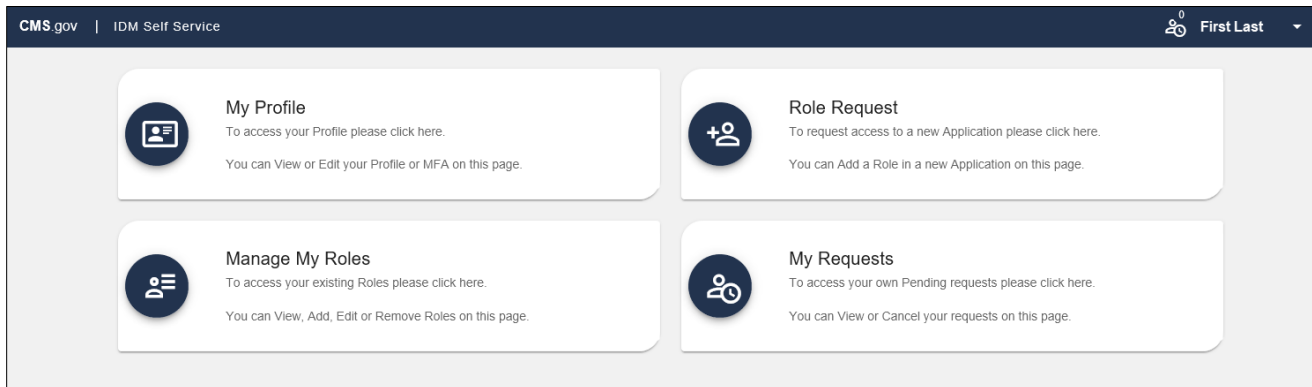 CMS.gov | IDM Self Service
0
First Last
My Profile
To access your Profile please click here.
You can View or Edit your Profile or MFA on this page.
Role Request
To request access to a new Application please click here.
You can Add a Role in a new Application on this page.
Manage My Roles
To access your existing Roles please click here.
You can View, Add, Edit or Remove Roles on this page.
My Requests
To access your own Pending requests please click here.
You can View or Cancel your requests on this page.